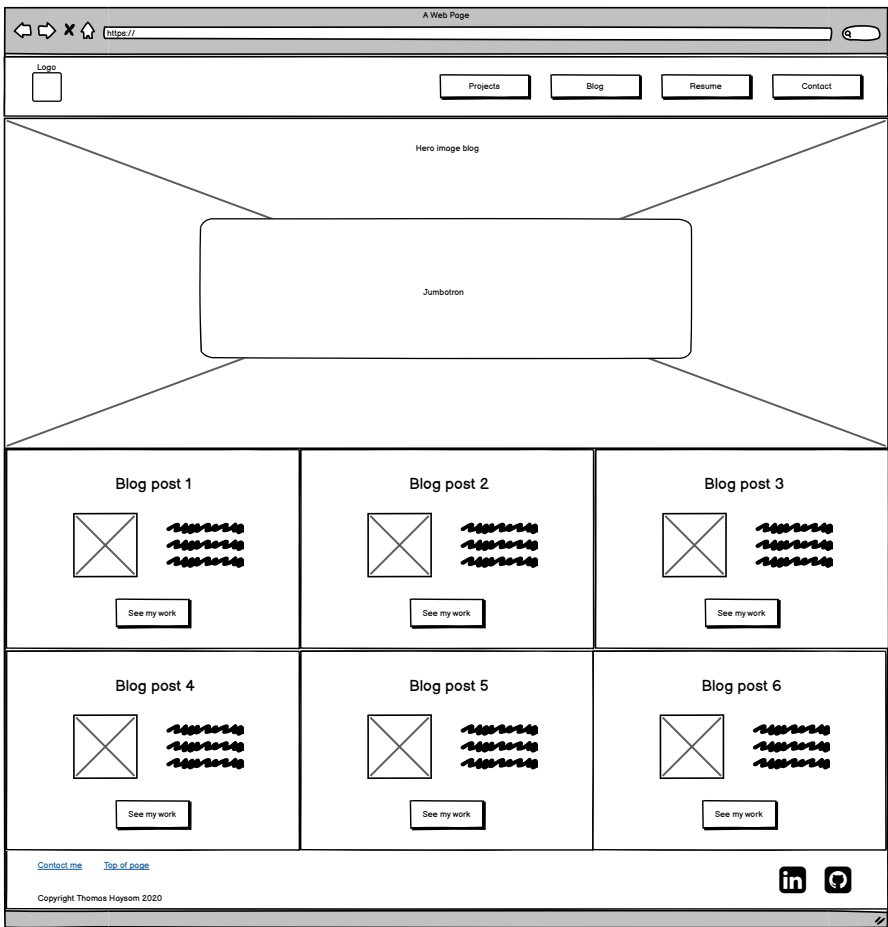 A Web Page
https://
Logo
Projects Blog Resume Contact
Hero image blog
Jumbotron
Blog post 1 Blog post 2 Blog post 3
See my work See my work See my work
Blog post 4 Blog post 5 Blog post 6
See my work See my work See my work
Contact me Top of page
in
Copyright Thomas Haysom 2020